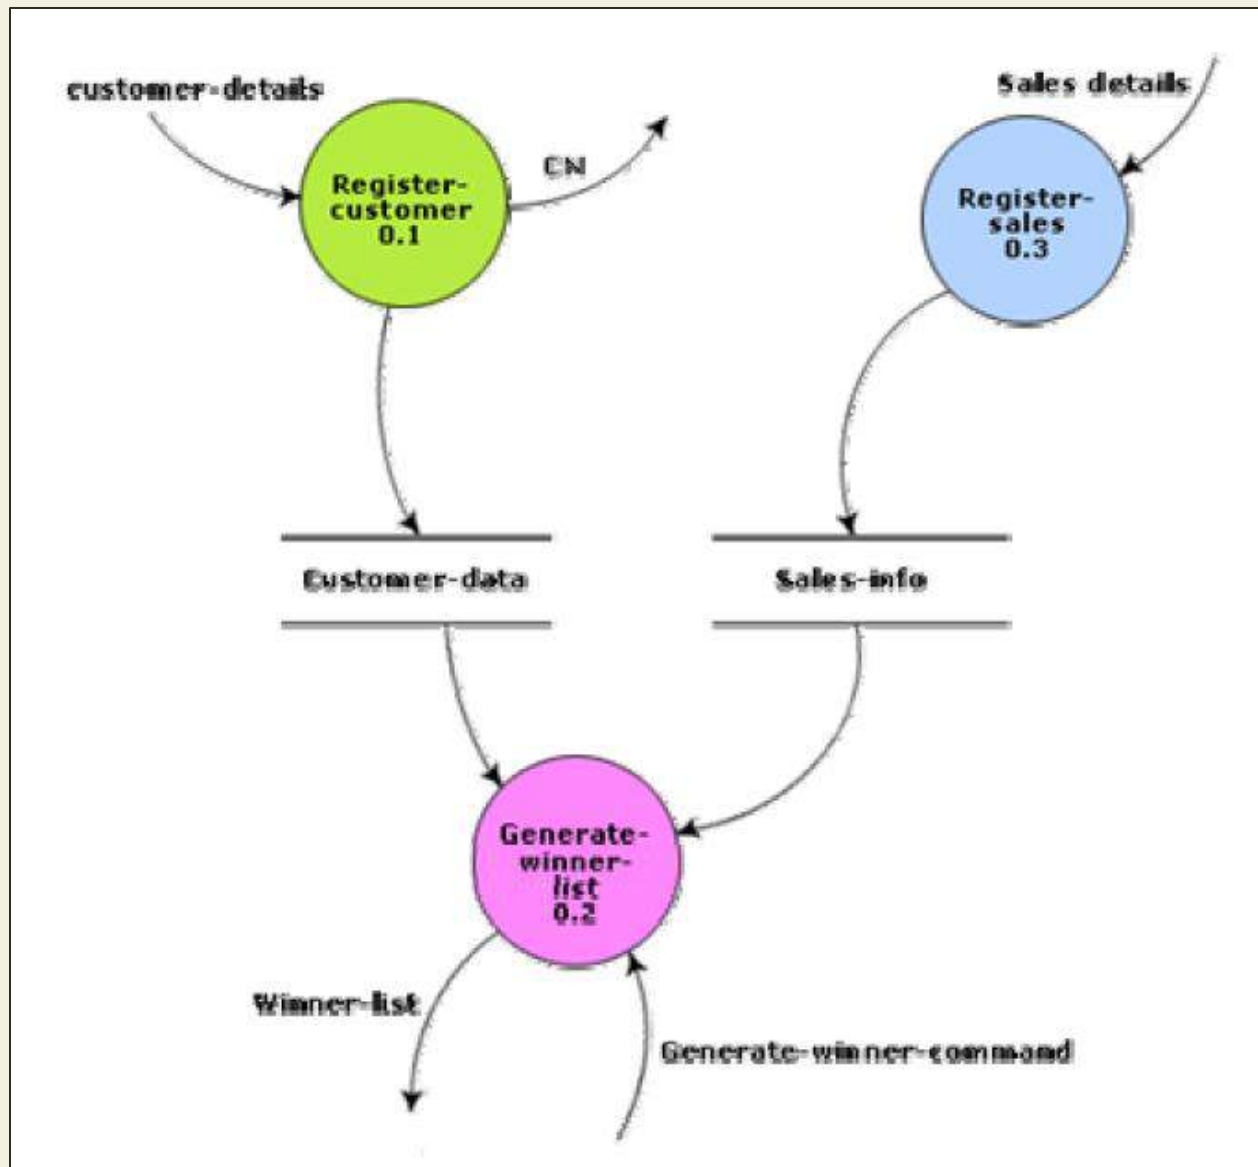 customer-details
Sales details
CN
Register-
customer
0.1
Register-
sales
0.3
Customer-data
Sales-info
Generate-
winner-
list
0.2
Winner-list
Generate-winner-command